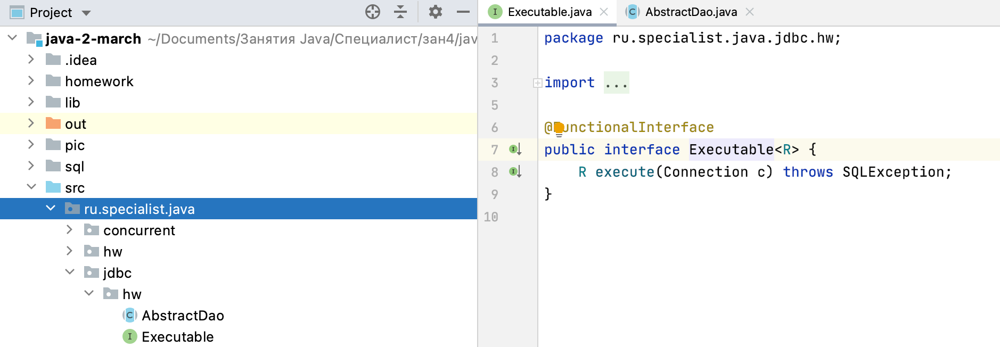 Project
java-2-march ~/Documents/Занятия Java/Специалист/зан4/jav
.idea
homework
lib
out
pic
sql
src
ru.specialist.java
concurrent
hw
jdbc
hw
C AbstractDao
I Executable
I Executable.java
C AbstractDao.java
1 package ru.specialist.java.jdbc.hw;
2
3 import ...
5
6 @FunctionalInterface
7 I public interface Executable<R> {
8 I R execute(Connection c) throws SQLException;
9 }
10